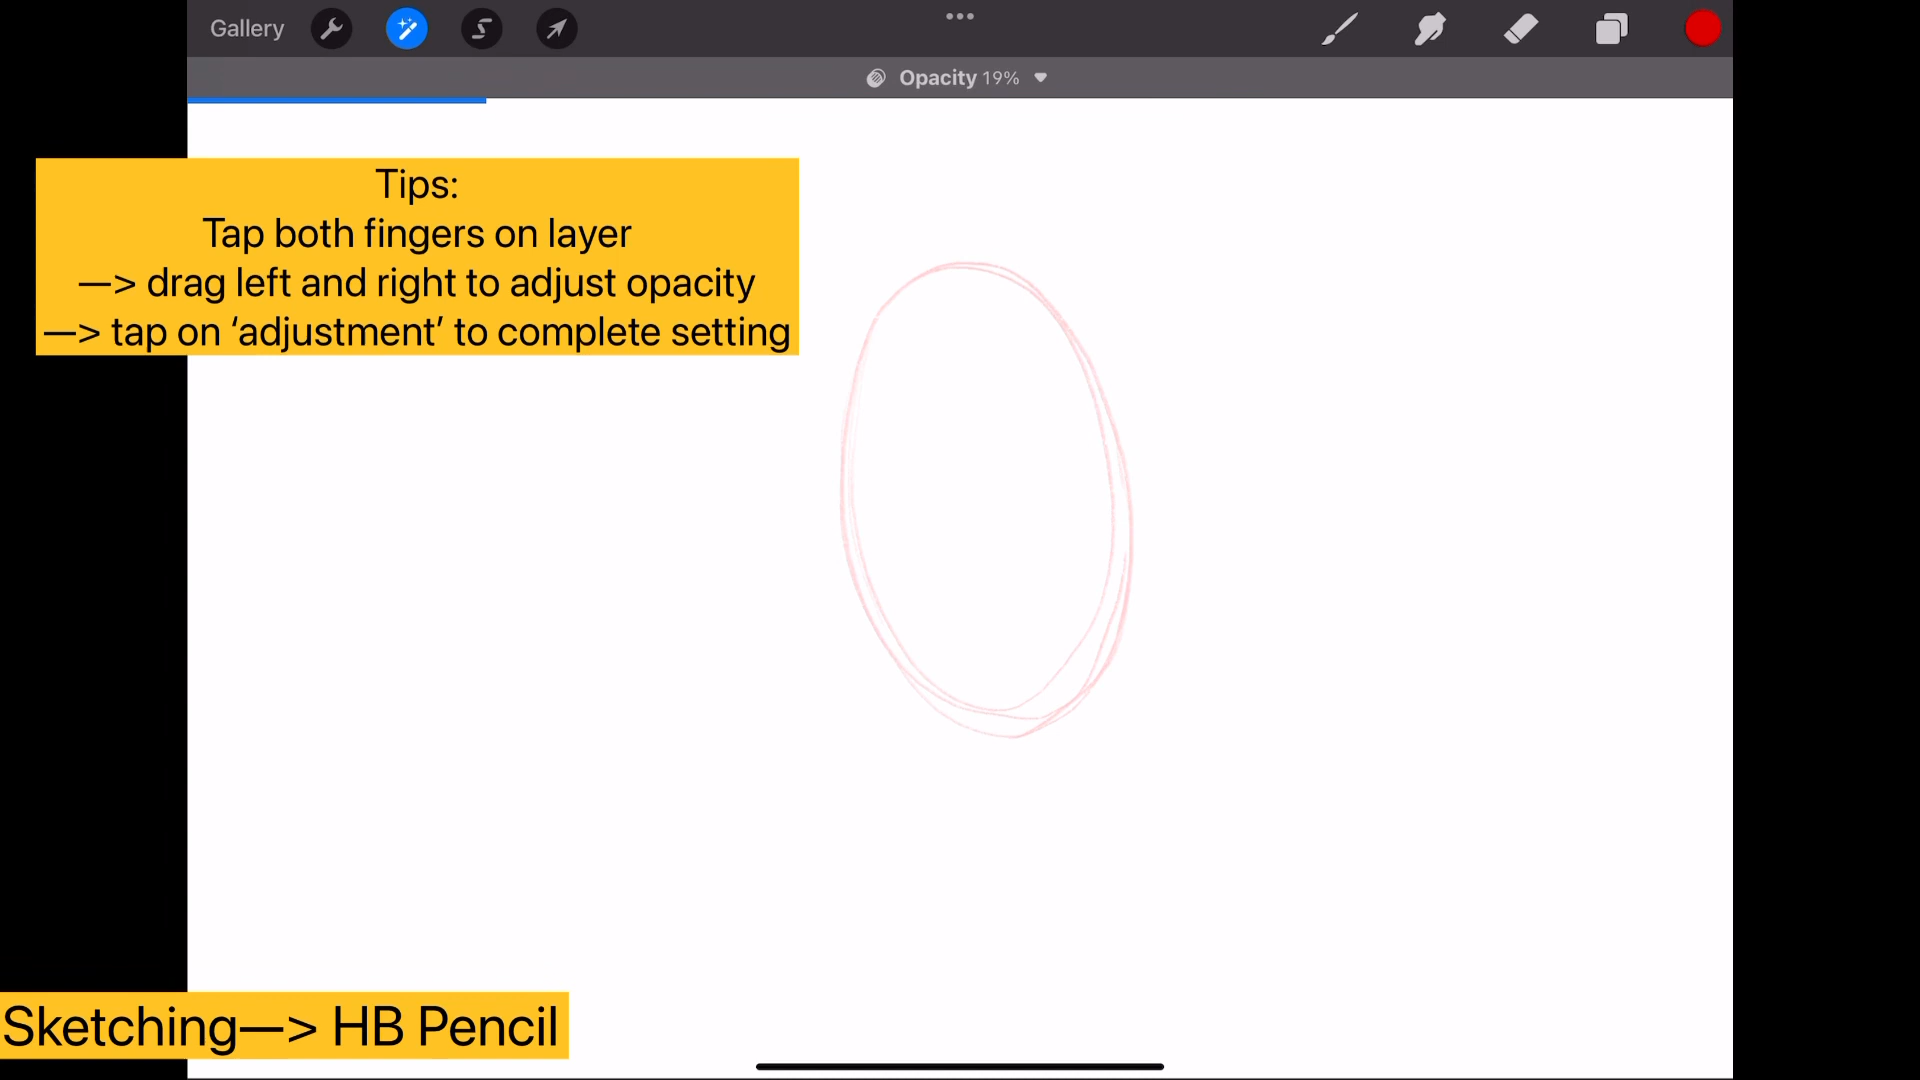 Gallery
Opacity 19%
Tips:
Tap both fingers on layer
—> drag left and right to adjust opacity
—> tap on ‘adjustment’ to complete setting
Sketching—> HB Pencil